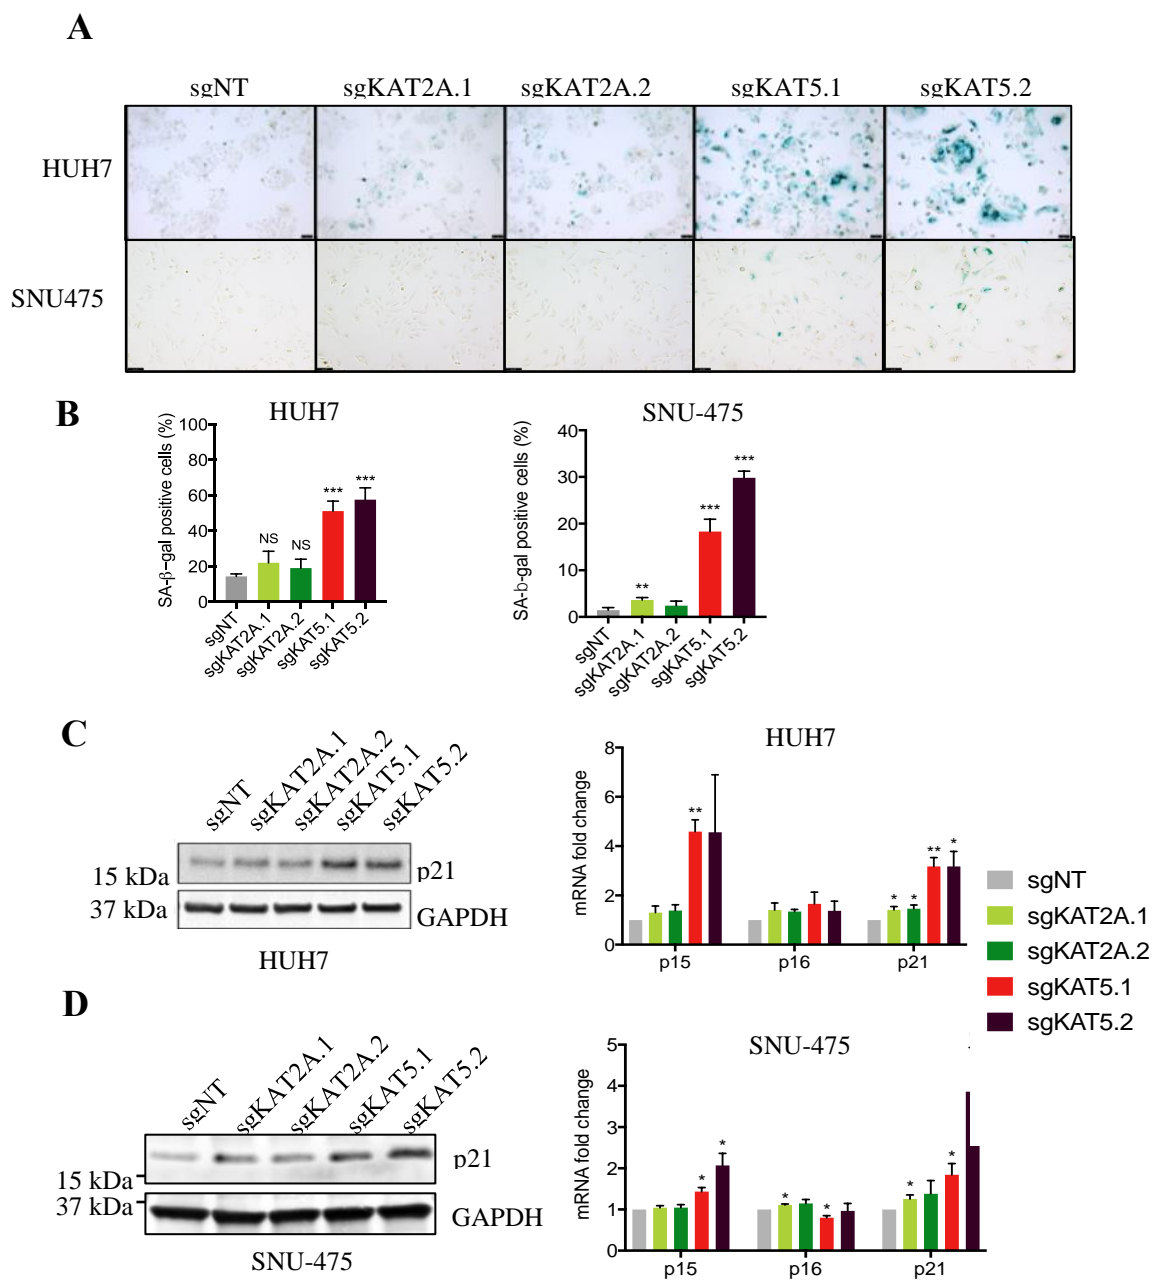 A
sgNT sgKAT2A.1 sgKAT2A.2 sgKAT5.1 sgKAT5.2
HUH7
SNU475
B
HUH7
SA-β-gal positive cells (%)
100
80
60
40
20
0
NS
NS
***
***
sgNT
sgKAT2A.1
sgKAT2A.2
sgKAT5.1
sgKAT5.2
SNU-475
SA-b-gal positive cells (%)
40
30
20
10
0
**
***
***
sgNT
sgKAT2A.1
sgKAT2A.2
sgKAT5.1
sgKAT5.2
C
sgNT
sgKAT2A.1
sgKAT2A.2
sgKAT5.1
sgKAT5.2
15 kDa
p21
37 kDa
GAPDH
HUH7
HUH7
mRNA fold change
8
6
4
2
0
**
*
*
**
*
p15 p16 p21
sgNT
sgKAT2A.1
sgKAT2A.2
sgKAT5.1
sgKAT5.2
D
sgNT
sgKAT2A.1
sgKAT2A.2
sgKAT5.1
sgKAT5.2
p21
15 kDa
37 kDa
GAPDH
SNU-475
SNU-475
mRNA fold change
5
4
3
2
1
0
*
*
*
*
*
*
p15 p16 p21